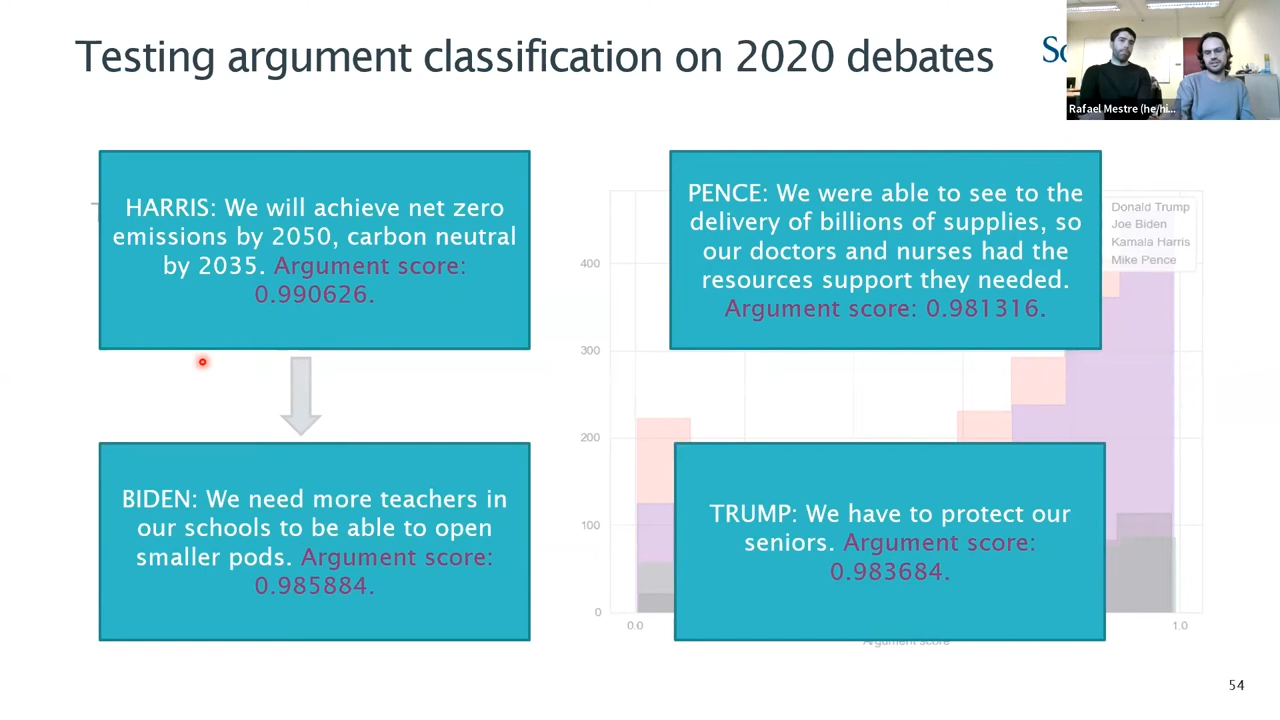 Testing argument classification on 2020 debates
Rafael Mestre (he/hi...
HARRIS: We will achieve net zero
emissions by 2050, carbon neutral
by 2035. Argument score:
0.990626.
PENCE: We were able to see to the
delivery of billions of supplies, so
our doctors and nurses had the
resources support they needed.
Argument score: 0.981316.
BIDEN: We need more teachers in
our schools to be able to open
smaller pods. Argument score:
0.985884.
TRUMP: We have to protect our
seniors. Argument score:
0.983684.
Donald Trump
Joe Biden
Kamala Harris
Mike Pence
400
300
200
100
0
0.0
1.0
Argument score
54